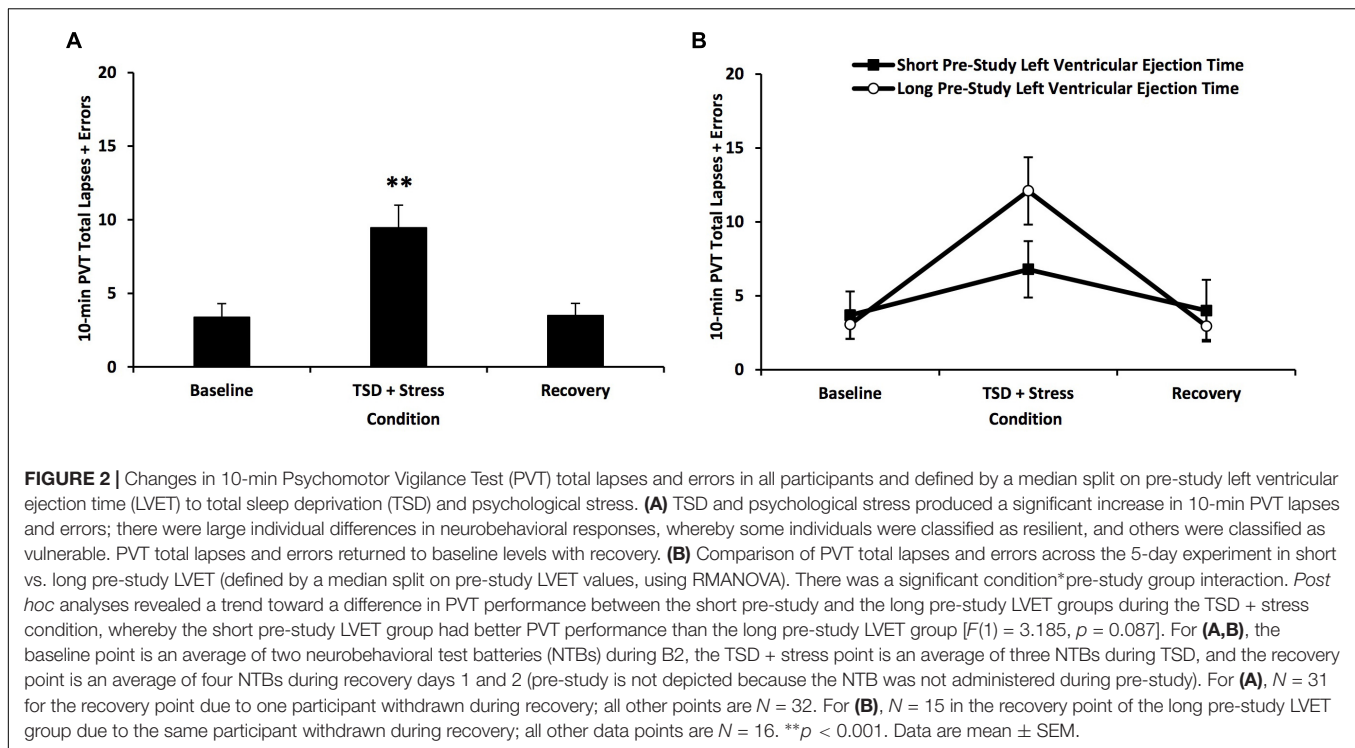 A
20
15
10
5
0
10-min PVT Total Lapses + Errors
**
Baseline TSD + Stress Recovery
Condition
B
Short Pre-Study Left Ventricular Ejection Time
Long Pre-Study Left Ventricular Ejection Time
20
15
10
5
0
10-min PVT Total Lapses + Errors
Baseline TSD + Stress Recovery
Condition
FIGURE 2 | Changes in 10-min Psychomotor Vigilance Test (PVT) total lapses and errors in all participants and defined by a median split on pre-study left ventricular
ejection time (LVET) to total sleep deprivation (TSD) and psychological stress. (A) TSD and psychological stress produced a significant increase in 10-min PVT lapses
and errors; there were large individual differences in neurobehavioral responses, whereby some individuals were classified as resilient, and others were classified as
vulnerable. PVT total lapses and errors returned to baseline levels with recovery. (B) Comparison of PVT total lapses and errors across the 5-day experiment in short
vs. long pre-study LVET (defined by a median split on pre-study LVET values, using RMANOVA). There was a significant condition*pre-study group interaction. Post
hoc analyses revealed a trend toward a difference in PVT performance between the short pre-study and the long pre-study LVET groups during the TSD + stress
condition, whereby the short pre-study LVET group had better PVT performance than the long pre-study LVET group [F(1) = 3.185, p = 0.087]. For (A,B), the
baseline point is an average of two neurobehavioral test batteries (NTBs) during B2, the TSD + stress point is an average of three NTBs during TSD, and the recovery
point is an average of four NTBs during recovery days 1 and 2 (pre-study is not depicted because the NTB was not administered during pre-study). For (A), N = 31
for the recovery point due to one participant withdrawn during recovery; all other points are N = 32. For (B), N = 15 in the recovery point of the long pre-study LVET
group due to the same participant withdrawn during recovery; all other data points are N = 16. **p < 0.001. Data are mean ± SEM.